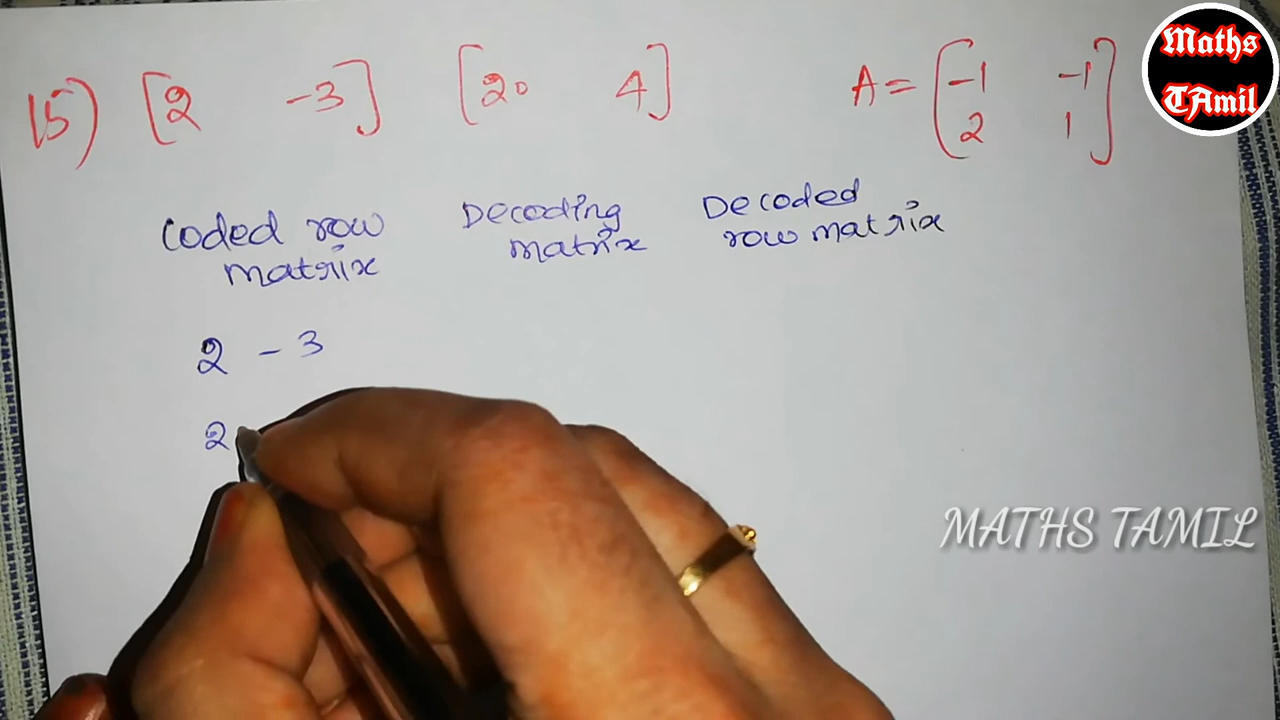 15) [2 -3] [20 4] A = [-1 -1
2 1]
Coded row matrix
Decoding matrix
Decoded row matrix
2 -3
2
Maths
TAmil
MATHS TAMIL